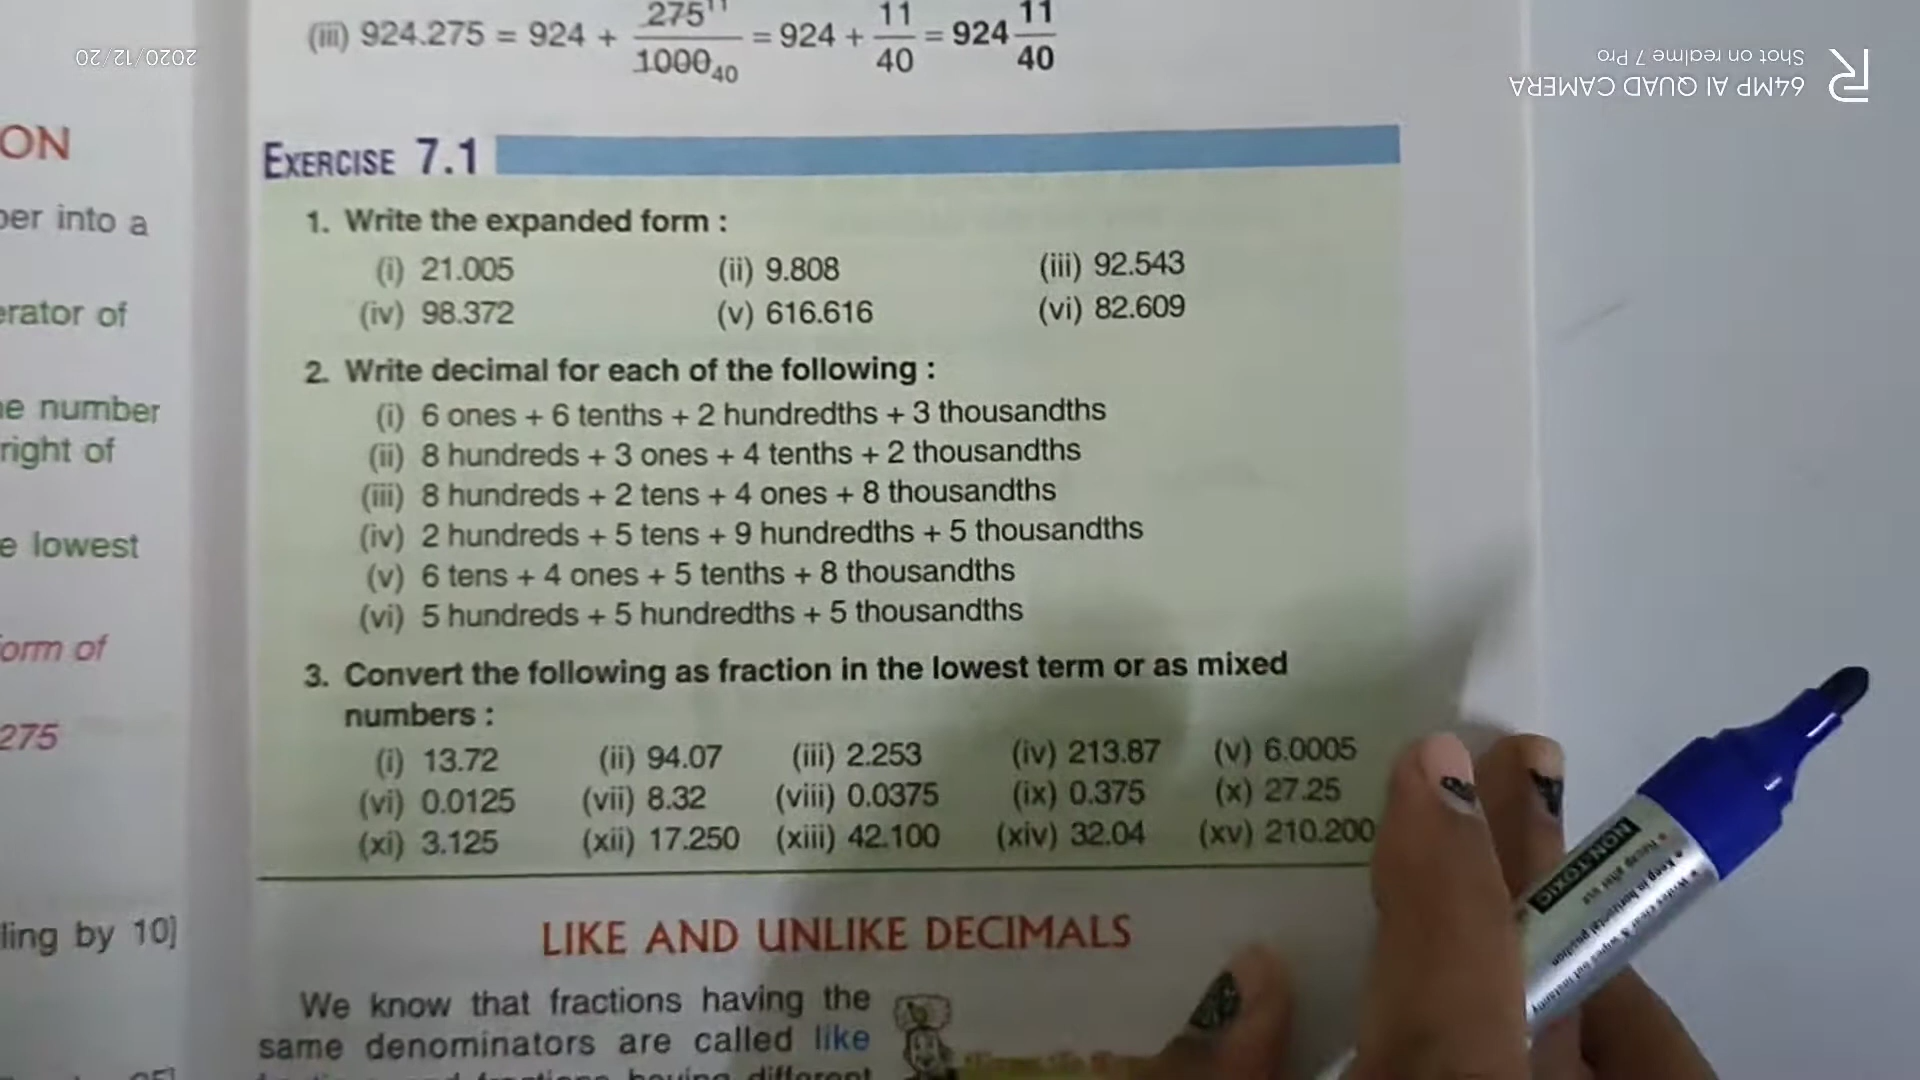 (iii) 924.275 = 924 + 275¹¹/1000₄₀ = 924 + 11/40 = 924 11/40
2020/12/20
Shot on realme 7 Pro
64MP AI QUAD CAMERA
EXERCISE 7.1
1. Write the expanded form :
(i) 21.005 (ii) 9.808 (iii) 92.543
(iv) 98.372 (v) 616.616 (vi) 82.609
2. Write decimal for each of the following :
(i) 6 ones + 6 tenths + 2 hundredths + 3 thousandths
(ii) 8 hundreds + 3 ones + 4 tenths + 2 thousandths
(iii) 8 hundreds + 2 tens + 4 ones + 8 thousandths
(iv) 2 hundreds + 5 tens + 9 hundredths + 5 thousandths
(v) 6 tens + 4 ones + 5 tenths + 8 thousandths
(vi) 5 hundreds + 5 hundredths + 5 thousandths
3. Convert the following as fraction in the lowest term or as mixed
numbers :
(i) 13.72 (ii) 94.07 (iii) 2.253 (iv) 213.87 (v) 6.0005
(vi) 0.0125 (vii) 8.32 (viii) 0.0375 (ix) 0.375 (x) 27.25
(xi) 3.125 (xii) 17.250 (xiii) 42.100 (xiv) 32.04 (xv) 210.200
LIKE AND UNLIKE DECIMALS
We know that fractions having the
same denominators are called like
different
ON
into a
of
number
right of
lowest
of
275
by 10]
NON-TOXIC